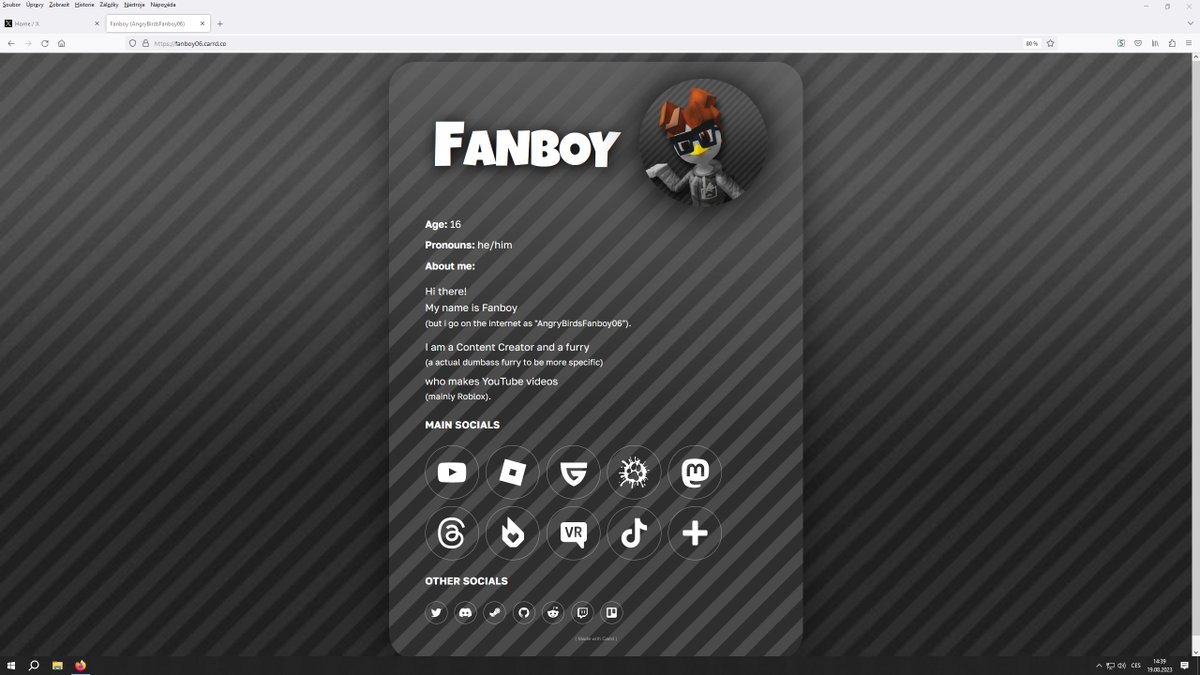 Soubor Úpravy Zobrazit Historie Záložky Nástroje Nápověda
Home / X
Fanboy (AngryBirdsFanboy06)
https://fanboy06.carrd.co
80 %
FANBOY
Age: 16
Pronouns: he/him
About me:
Hi there!
My name is Fanboy
(but i go on the internet as "AngryBirdsFanboy06").
I am a Content Creator and a furry
(a actual dumbass furry to be more specific)
who makes YouTube videos
(mainly Roblox).
MAIN SOCIALS
VR
OTHER SOCIALS
( Made with Carrd )
CES
14:39
19.08.2023